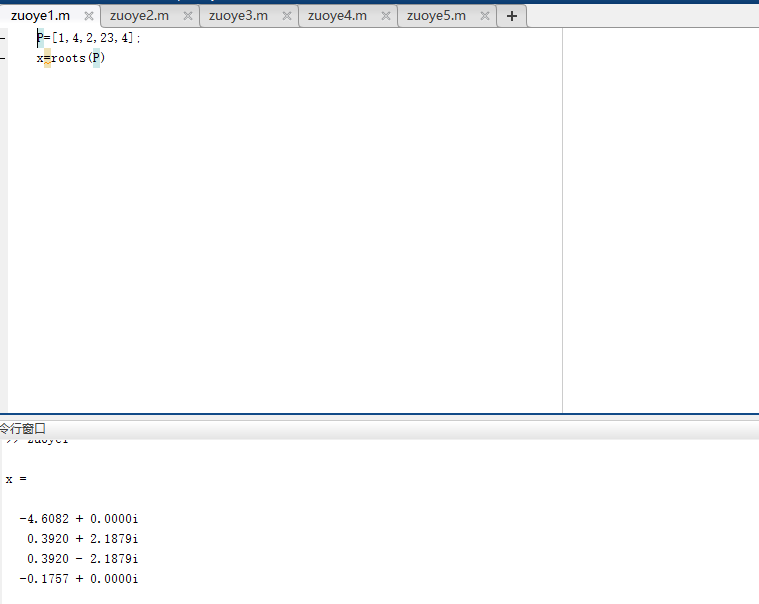 zuoye1.m zuoye2.m zuoye3.m zuoye4.m zuoye5.m +
P=[1,4,2,23,4];
x=roots(P)
令行窗口
>> zuoye1
x =
-4.6082 + 0.0000i
0.3920 + 2.1879i
0.3920 - 2.1879i
-0.1757 + 0.0000i